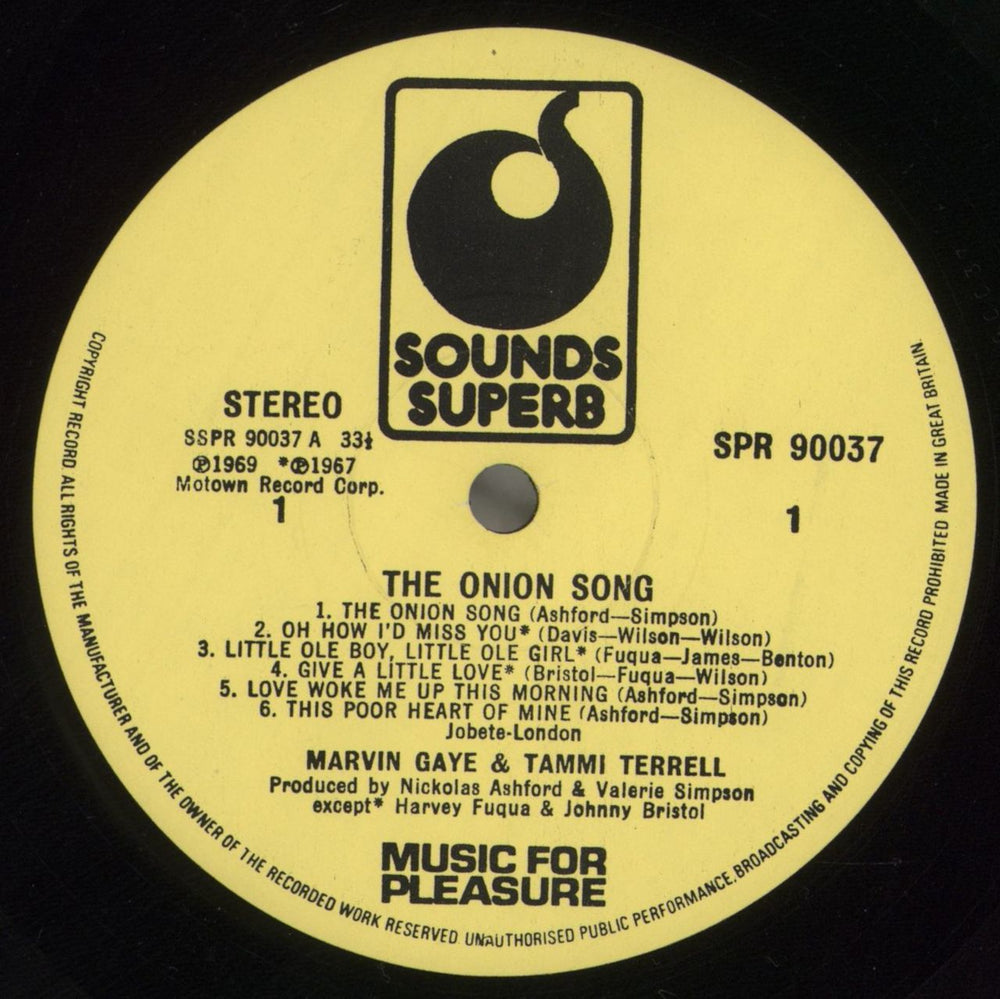 SOUNDS
SUPERB
STEREO
SSPR 90037 A 33⅓
℗1969 *℗1967
Motown Record Corp.
1
SPR 90037
1
THE ONION SONG
1. THE ONION SONG (Ashford—Simpson)
2. OH HOW I'D MISS YOU* (Davis—Wilson—Wilson)
3. LITTLE OLE BOY, LITTLE OLE GIRL* (Fuqua—James—Benton)
4. GIVE A LITTLE LOVE* (Bristol—Fuqua—Wilson)
5. LOVE WOKE ME UP THIS MORNING (Ashford—Simpson)
6. THIS POOR HEART OF MINE (Ashford—Simpson)
Jobete-London
MARVIN GAYE & TAMMI TERRELL
Produced by Nickolas Ashford & Valerie Simpson
except* Harvey Fuqua & Johnny Bristol
MUSIC FOR
PLEASURE
COPYRIGHT RECORD ALL RIGHTS OF THE MANUFACTURER AND OF THE OWNER OF THE RECORDED WORK RESERVED. UNAUTHORISED PUBLIC PERFORMANCE, BROADCASTING AND COPYING OF THIS RECORD PROHIBITED MADE IN GREAT BRITAIN.